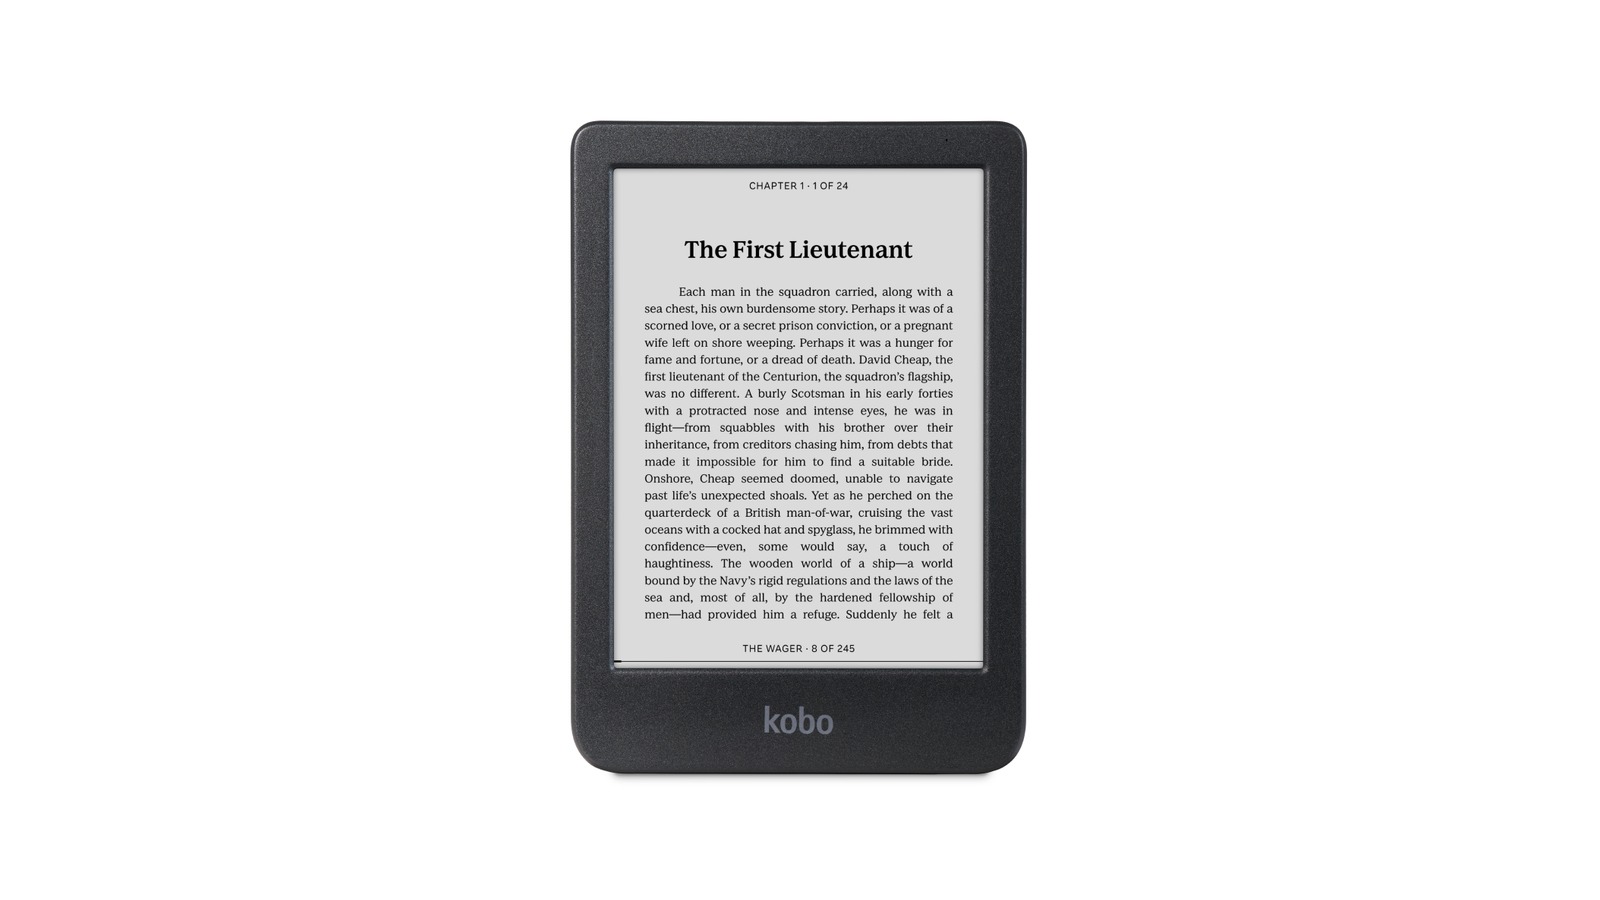 CHAPTER 1 · 1 OF 24
The First Lieutenant
Each man in the squadron carried, along with a
sea chest, his own burdensome story. Perhaps it was of a
scorned love, or a secret prison conviction, or a pregnant
wife left on shore weeping. Perhaps it was a hunger for
fame and fortune, or a dread of death. David Cheap, the
first lieutenant of the Centurion, the squadron’s flagship,
was no different. A burly Scotsman in his early forties
with a protracted nose and intense eyes, he was in
flight—from squabbles with his brother over their
inheritance, from creditors chasing him, from debts that
made it impossible for him to find a suitable bride.
Onshore, Cheap seemed doomed, unable to navigate
past life’s unexpected shoals. Yet as he perched on the
quarterdeck of a British man-of-war, cruising the vast
oceans with a cocked hat and spyglass, he brimmed with
confidence—even, some would say, a touch of
haughtiness. The wooden world of a ship—a world
bound by the Navy’s rigid regulations and the laws of the
sea and, most of all, by the hardened fellowship of
men—had provided him a refuge. Suddenly he felt a
THE WAGER · 8 OF 245
kobo